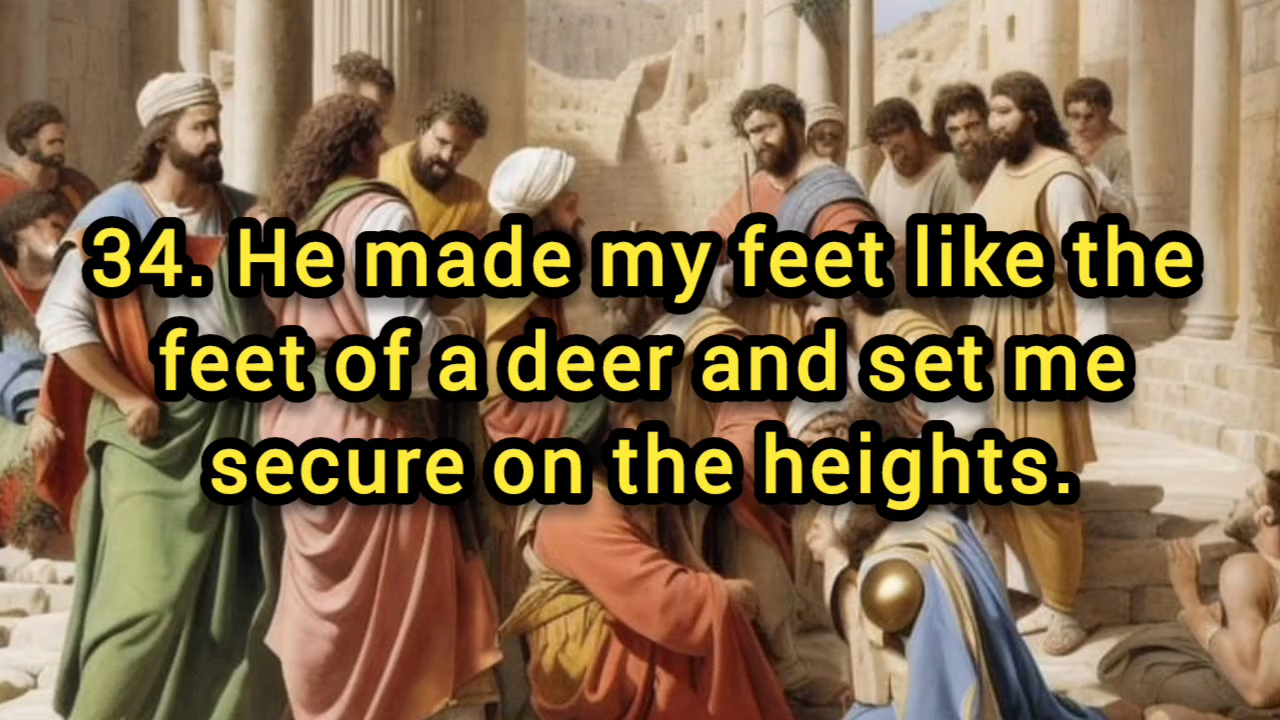 34. He made my feet like the
feet of a deer and set me
secure on the heights.